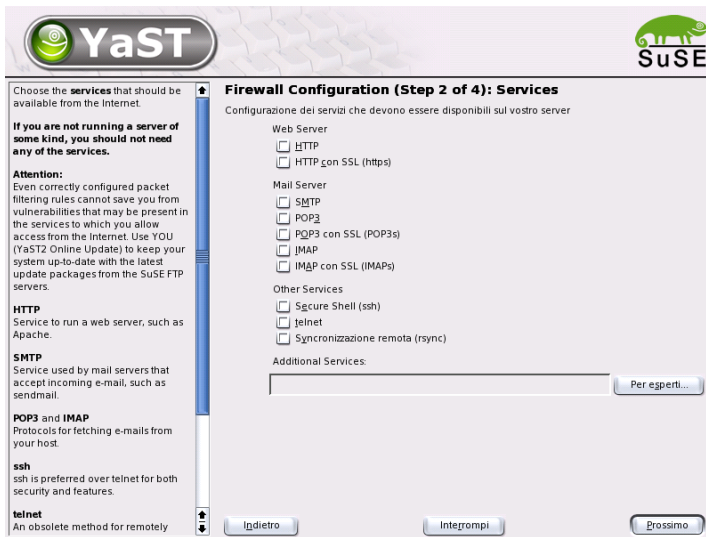 YaST
SuSE
Choose the services that should be
available from the Internet.
If you are not running a server of
some kind, you should not need
any of the services.
Attention:
Even correctly configured packet
filtering rules cannot save you from
vulnerabilities that may be present in
the services to which you allow
access from the Internet. Use YOU
(YaST2 Online Update) to keep your
system up-to-date with the latest
update packages from the SuSE FTP
servers.
HTTP
Service to run a web server, such as
Apache.
SMTP
Service used by mail servers that
accept incoming e-mail, such as
sendmail.
POP3 and IMAP
Protocols for fetching e-mails from
your host.
ssh
ssh is preferred over telnet for both
security and features.
telnet
An obsolete method for remotely
Firewall Configuration (Step 2 of 4): Services
Configurazione dei servizi che devono essere disponibili sul vostro server
Web Server
HTTP
HTTP con SSL (https)
Mail Server
SMTP
POP3
POP3 con SSL (POP3s)
IMAP
IMAP con SSL (IMAPs)
Other Services
Secure Shell (ssh)
telnet
Syncronizzazione remota (rsync)
Additional Services:
Per esperti...
Indietro
Interrompi
Prossimo